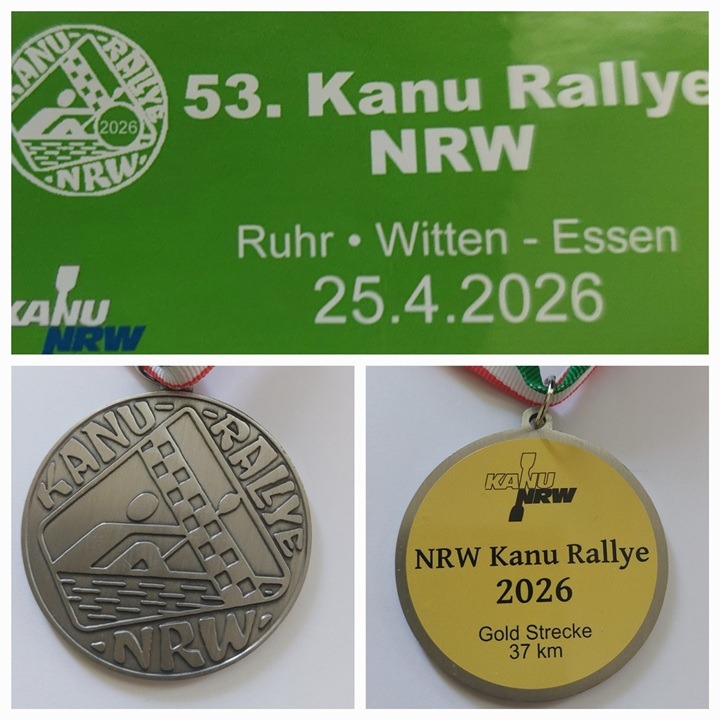 KANU-RALLYE
2026
NRW
53. Kanu Rallye
NRW
Ruhr • Witten - Essen
25.4.2026
KANU
NRW
KANU-RALLYE
NRW
KANU
NRW
NRW Kanu Rallye
2026
Gold Strecke
37 km